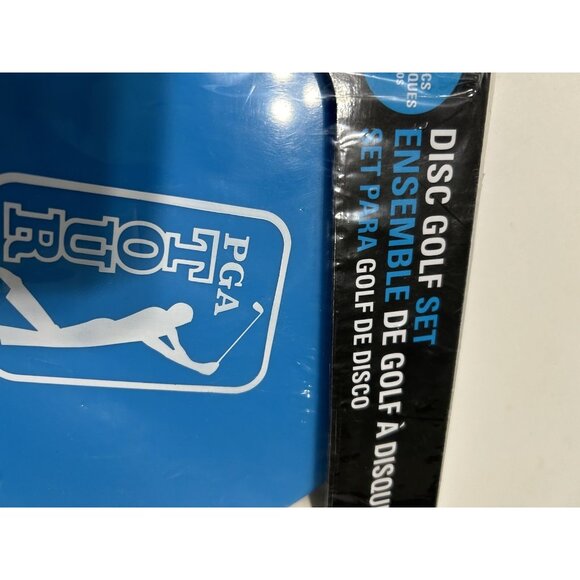 PGA
TOUR
DISC GOLF SET
ENSEMBLE DE GOLF À DISQU
SET PARA GOLF DE DISCO